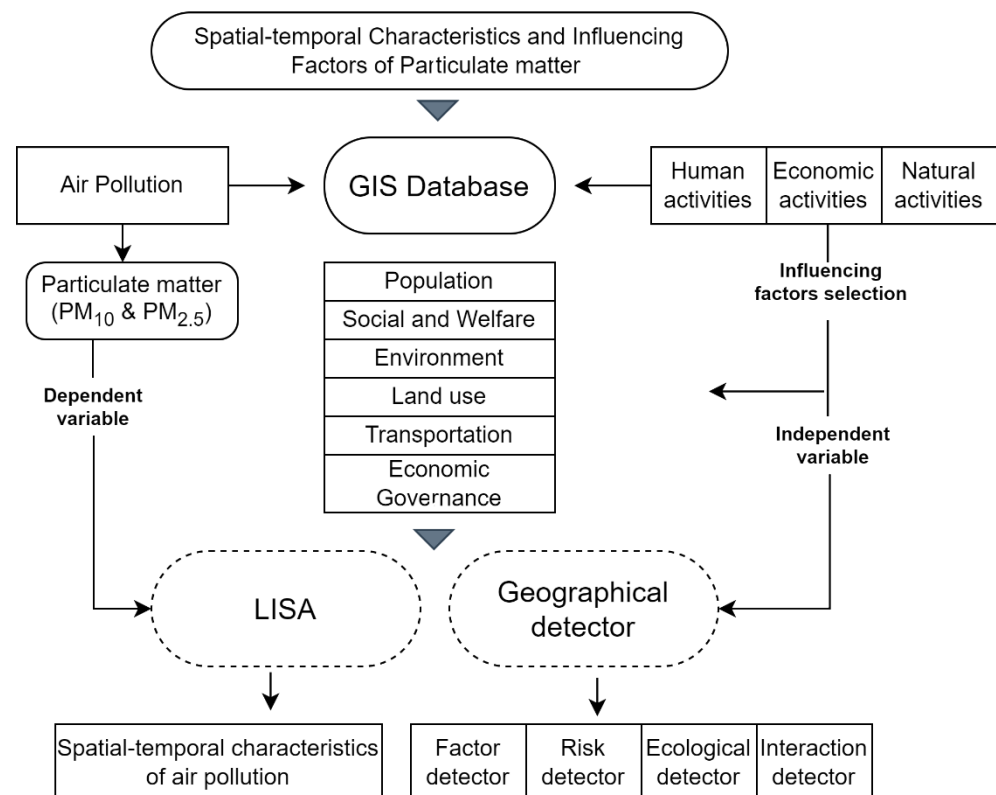 Spatial-temporal Characteristics and Influencing
Factors of Particulate matter
Air Pollution
GIS Database
Human
activities
Economic
activities
Natural
activities
Particulate matter
(PM10 & PM2.5)
Population
Social and Welfare
Environment
Land use
Transportation
Economic
Governance
Influencing
factors selection
Dependent
variable
Independent
variable
LISA
Geographical
detector
Spatial-temporal characteristics
of air pollution
Factor
detector
Risk
detector
Ecological
detector
Interaction
detector